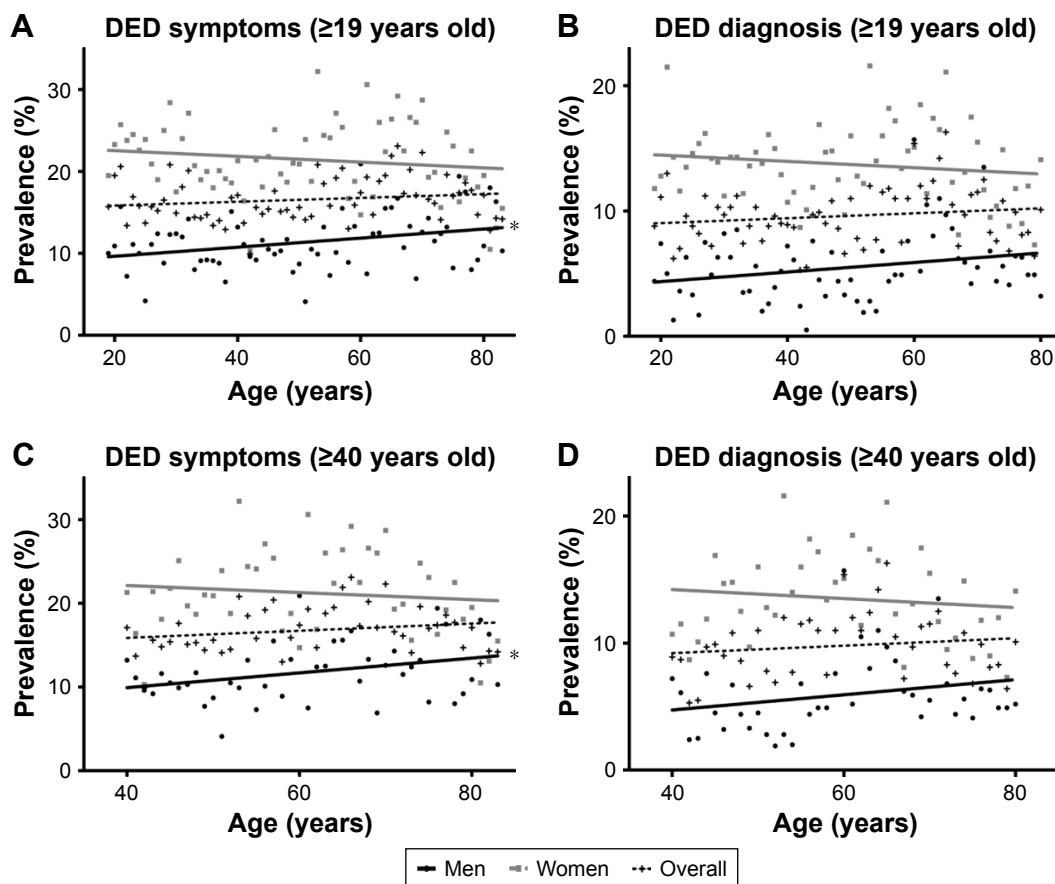 A DED symptoms (≥19 years old)
Prevalence (%)
30
20
10
0
20 40 60 80
*
Age (years)
B DED diagnosis (≥19 years old)
Prevalence (%)
20
10
0
20 40 60 80
Age (years)
C DED symptoms (≥40 years old)
Prevalence (%)
30
20
10
0
40 60 80
*
Age (years)
D DED diagnosis (≥40 years old)
Prevalence (%)
20
10
0
40 50 60 70 80
Age (years)
Men Women Overall